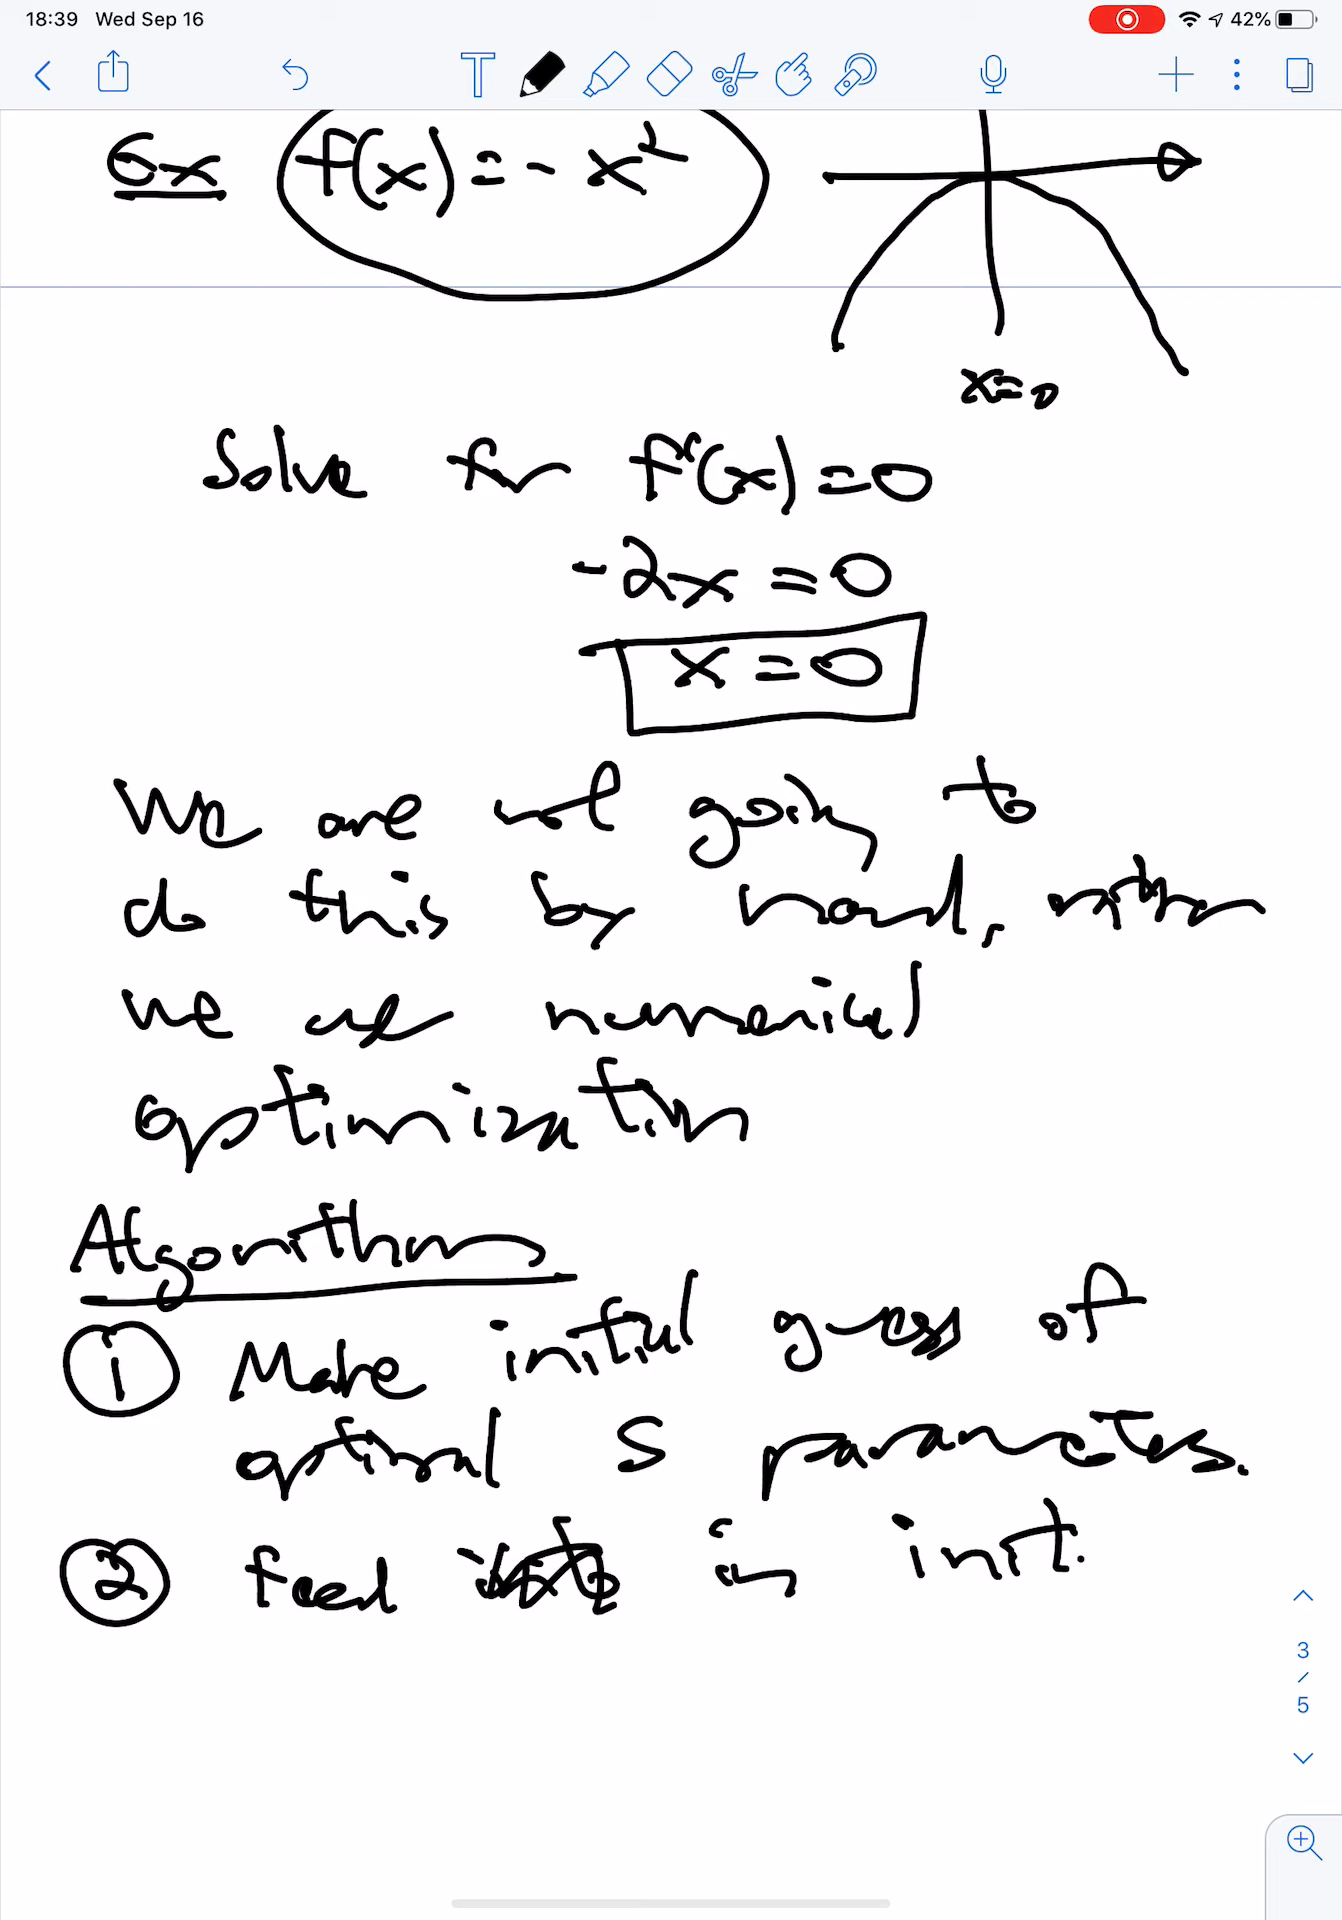 18:39 Wed Sep 16
42%
Ex f(x) = - x²
x=0
Solve for f'(x) = 0
-2x = 0
x = 0
We are not going to
do this by hand, rather
we use numerical
optimization
Algorithms
① Make initial guess of
optimal S parameters.
② feed in init.
3
/
5